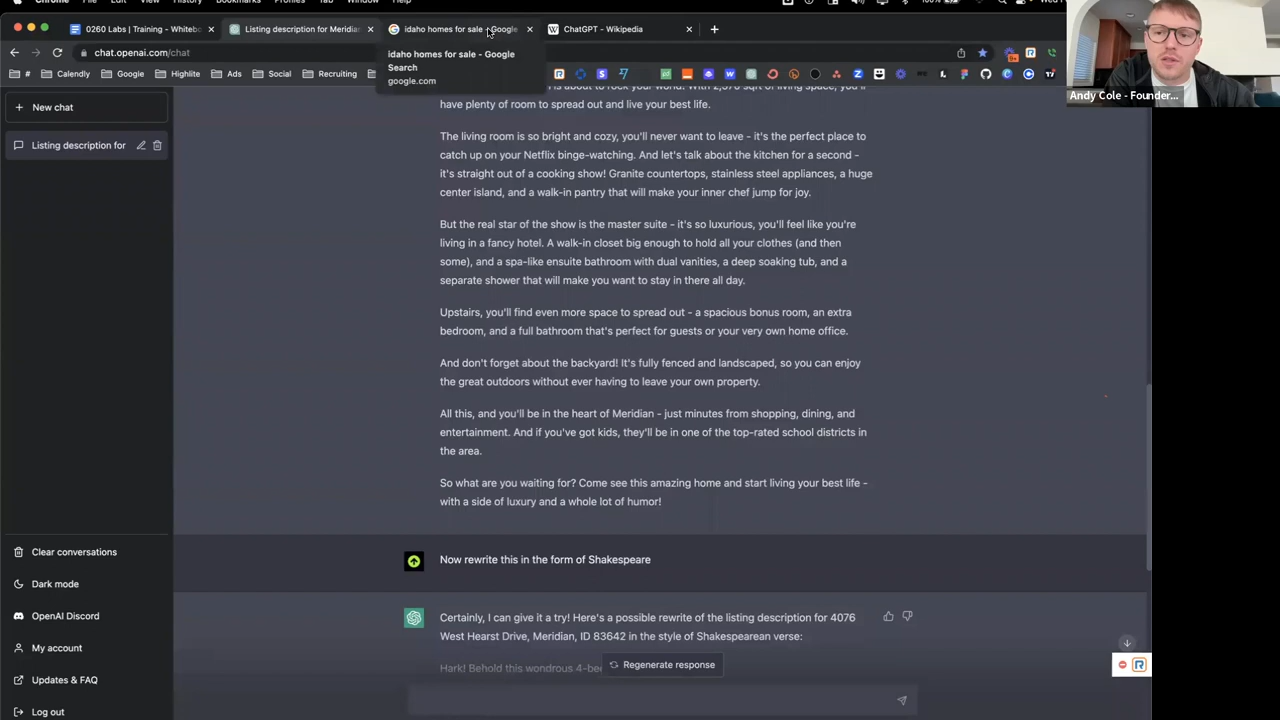 Chrome File Edit View History Bookmarks Profiles Tab Window Help
0260 Labs | Training - Whitebo
Listing description for Meridia
idaho homes for sale - Google
ChatGPT - Wikipedia
chat.openai.com/chat
idaho homes for sale - Google
Search
google.com
Calendly
Google
Highlite
Ads
Social
Recruiting
Andy Cole - Founder...
New chat
Listing description for
have plenty of room to spread out and live your best life.
The living room is so bright and cozy, you'll never want to leave - it's the perfect place to
catch up on your Netflix binge-watching. And let's talk about the kitchen for a second -
it's straight out of a cooking show! Granite countertops, stainless steel appliances, a huge
center island, and a walk-in pantry that will make your inner chef jump for joy.
But the real star of the show is the master suite - it's so luxurious, you'll feel like you're
living in a fancy hotel. A walk-in closet big enough to hold all your clothes (and then
some), and a spa-like ensuite bathroom with dual vanities, a deep soaking tub, and a
separate shower that will make you want to stay in there all day.
Upstairs, you'll find even more space to spread out - a spacious bonus room, an extra
bedroom, and a full bathroom that's perfect for guests or your very own home office.
And don't forget about the backyard! It's fully fenced and landscaped, so you can enjoy
the great outdoors without ever having to leave your own property.
All this, and you'll be in the heart of Meridian - just minutes from shopping, dining, and
entertainment. And if you've got kids, they'll be in one of the top-rated school districts in
the area.
So what are you waiting for? Come see this amazing home and start living your best life -
with a side of luxury and a whole lot of humor!
Now rewrite this in the form of Shakespeare
Certainly, I can give it a try! Here's a possible rewrite of the listing description for 4076
West Hearst Drive, Meridian, ID 83642 in the style of Shakespearean verse:
Hark! Behold this wondrous 4-be
Regenerate response
Clear conversations
Dark mode
OpenAI Discord
My account
Updates & FAQ
Log out